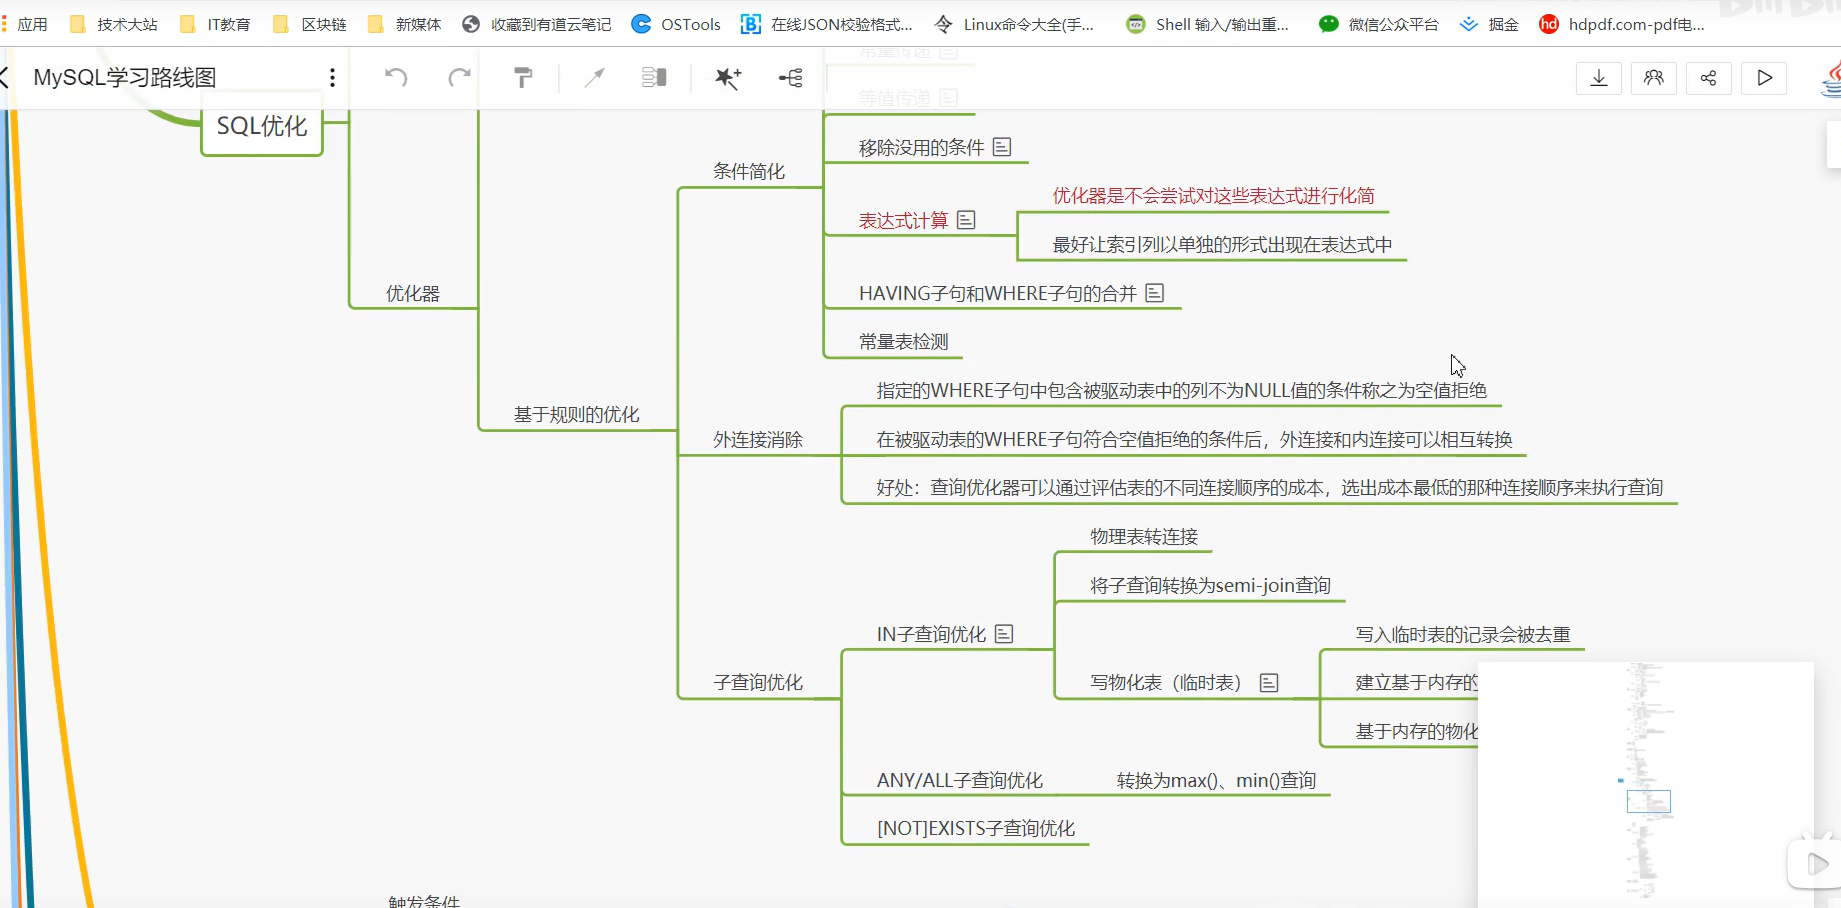 应用 技术大站 IT教育 区块链 新媒体 收藏到有道云笔记 OSTools 在线JSON校验格式... Linux命令大全(手... Shell 输入/输出重... 微信公众平台 掘金 hdpdf.com-pdf电...
MySQL学习路线图
常量传递
等值传递
SQL优化
移除没用的条件
条件简化
优化器是不会尝试对这些表达式进行化简
表达式计算
最好让索引列以单独的形式出现在表达式中
优化器
HAVING子句和WHERE子句的合并
常量表检测
指定的WHERE子句中包含被驱动表中的列不为NULL值的条件称之为空值拒绝
基于规则的优化
外连接消除
在被驱动表的WHERE子句符合空值拒绝的条件后，外连接和内连接可以相互转换
好处：查询优化器可以通过评估表的不同连接顺序的成本，选出成本最低的那种连接顺序来执行查询
物理表转连接
将子查询转换为semi-join查询
IN子查询优化
写入临时表的记录会被去重
子查询优化
写物化表（临时表）
建立基于内存的
基于内存的物化
ANY/ALL子查询优化
转换为max()、min()查询
[NOT]EXISTS子查询优化
触发条件